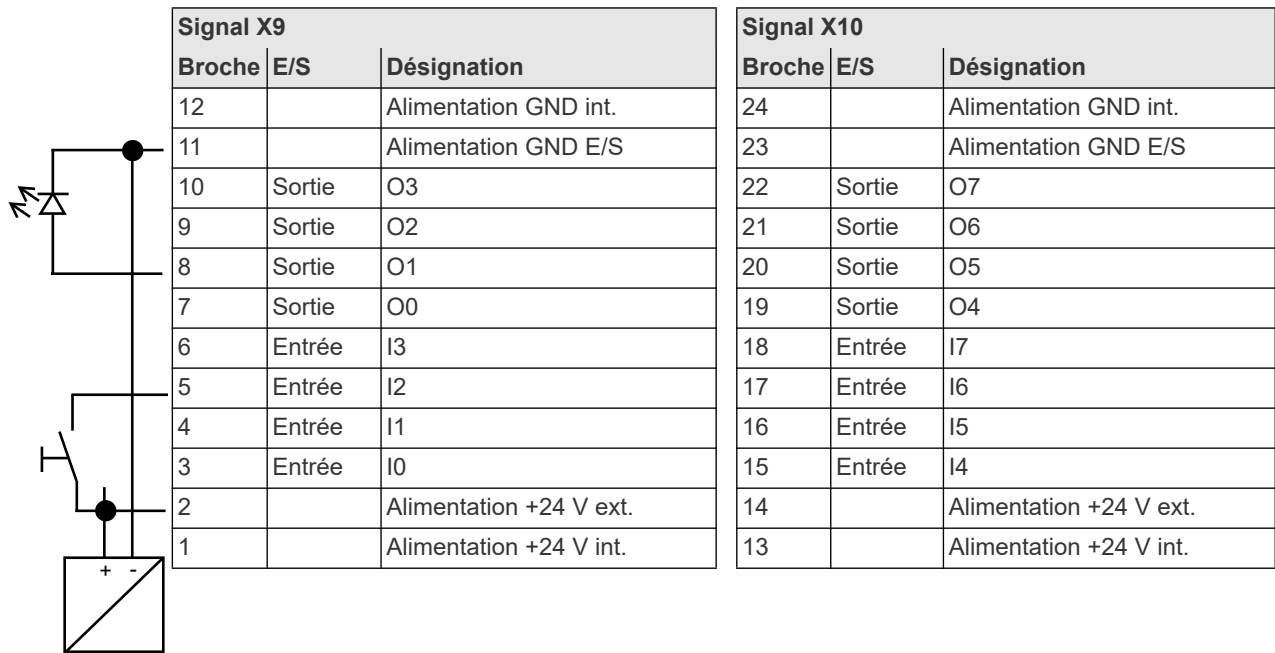 Signal X9
Broche E/S Désignation
12 Alimentation GND int.
11 Alimentation GND E/S
10 Sortie O3
9 Sortie O2
8 Sortie O1
7 Sortie O0
6 Entrée I3
5 Entrée I2
4 Entrée I1
3 Entrée I0
2 Alimentation +24 V ext.
1 Alimentation +24 V int.
+ -
Signal X10
Broche E/S Désignation
24 Alimentation GND int.
23 Alimentation GND E/S
22 Sortie O7
21 Sortie O6
20 Sortie O5
19 Sortie O4
18 Entrée I7
17 Entrée I6
16 Entrée I5
15 Entrée I4
14 Alimentation +24 V ext.
13 Alimentation +24 V int.